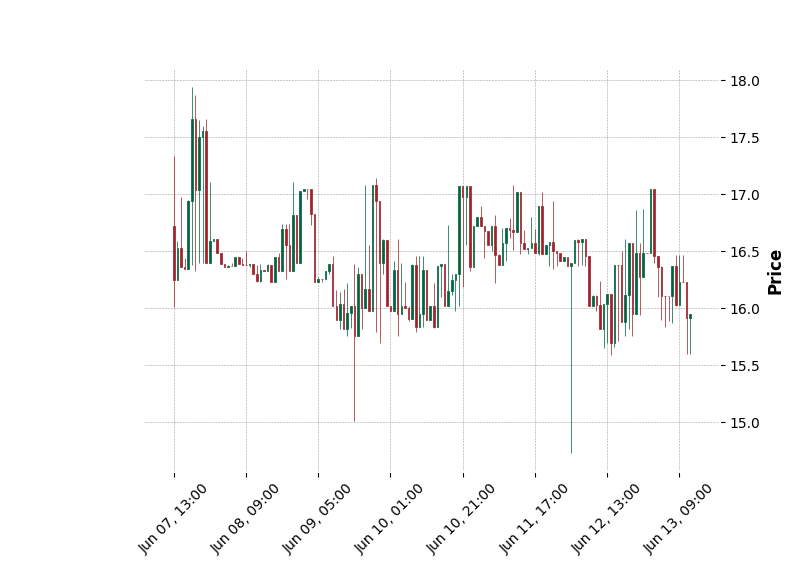 18.0
17.5
17.0
16.5
16.0
15.5
15.0
Price
Jun 07, 13:00
Jun 08, 09:00
Jun 09, 05:00
Jun 10, 01:00
Jun 10, 21:00
Jun 11, 17:00
Jun 12, 13:00
Jun 13, 09:00